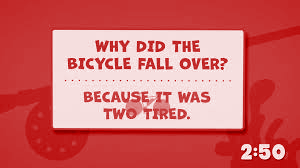 WHY DID THE
BICYCLE FALL OVER?
BECAUSE IT WAS
TWO TIRED.
2:50